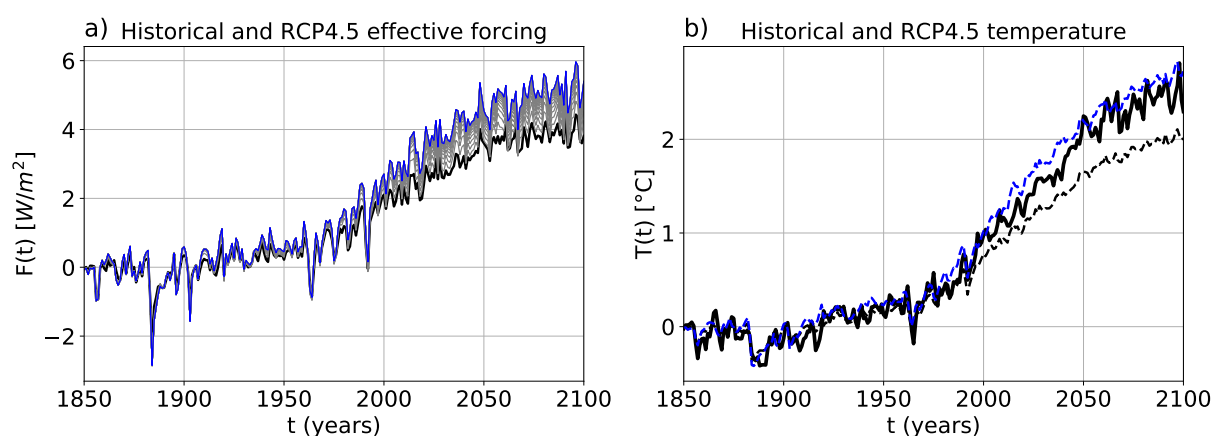 a) Historical and RCP4.5 effective forcing
6
4
2
0
−2
F(t) [W/m²]
1850 1900 1950 2000 2050 2100
t (years)
b) Historical and RCP4.5 temperature
2
1
0
T(t) [°C]
1850 1900 1950 2000 2050 2100
t (years)